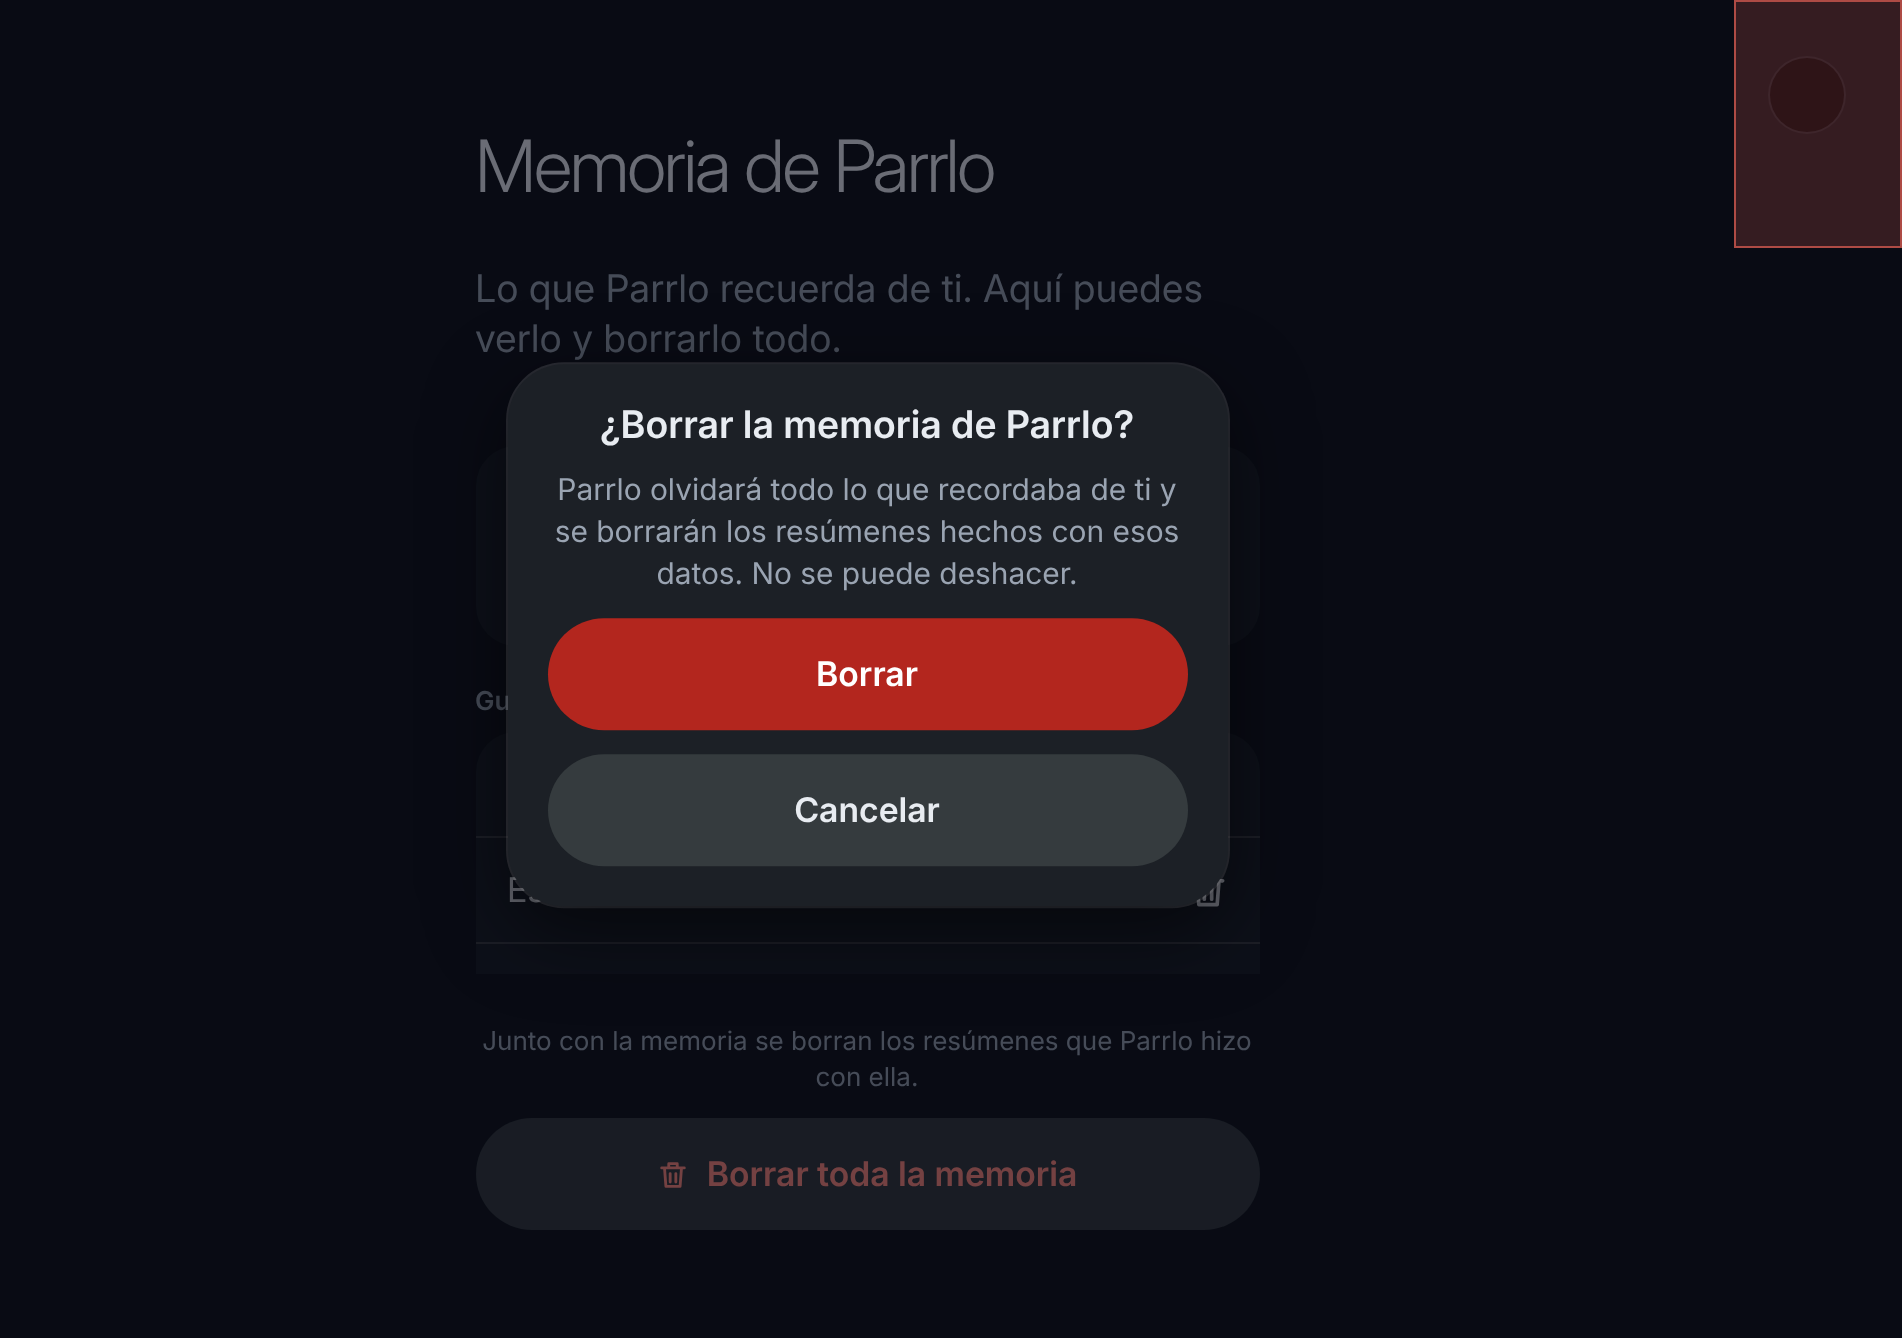 Memoria de Parrlo
Lo que Parrlo recuerda de ti. Aquí puedes
verlo y borrarlo todo.
¿Borrar la memoria de Parrlo?
Parrlo olvidará todo lo que recordaba de ti y
se borrarán los resúmenes hechos con esos
datos. No se puede deshacer.
Borrar
Cancelar
Junto con la memoria se borran los resúmenes que Parrlo hizo
con ella.
Borrar toda la memoria